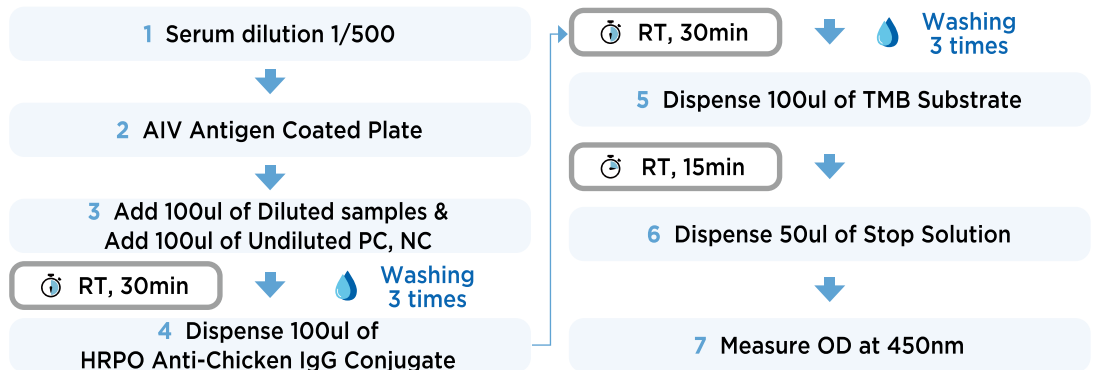 1 Serum dilution 1/500
2 AIV Antigen Coated Plate
3 Add 100ul of Diluted samples &
Add 100ul of Undiluted PC, NC
RT, 30min
Washing
3 times
4 Dispense 100ul of
HRPO Anti-Chicken IgG Conjugate
RT, 30min
Washing
3 times
5 Dispense 100ul of TMB Substrate
RT, 15min
6 Dispense 50ul of Stop Solution
7 Measure OD at 450nm